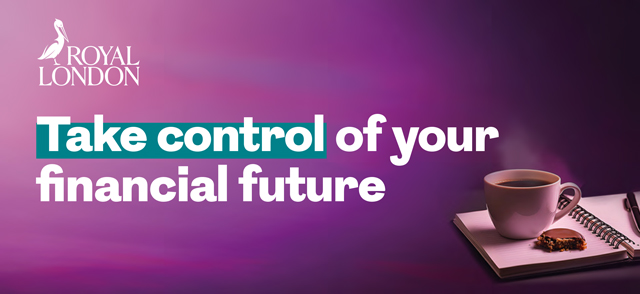 ROYAL
LONDON
Take control of your
financial future